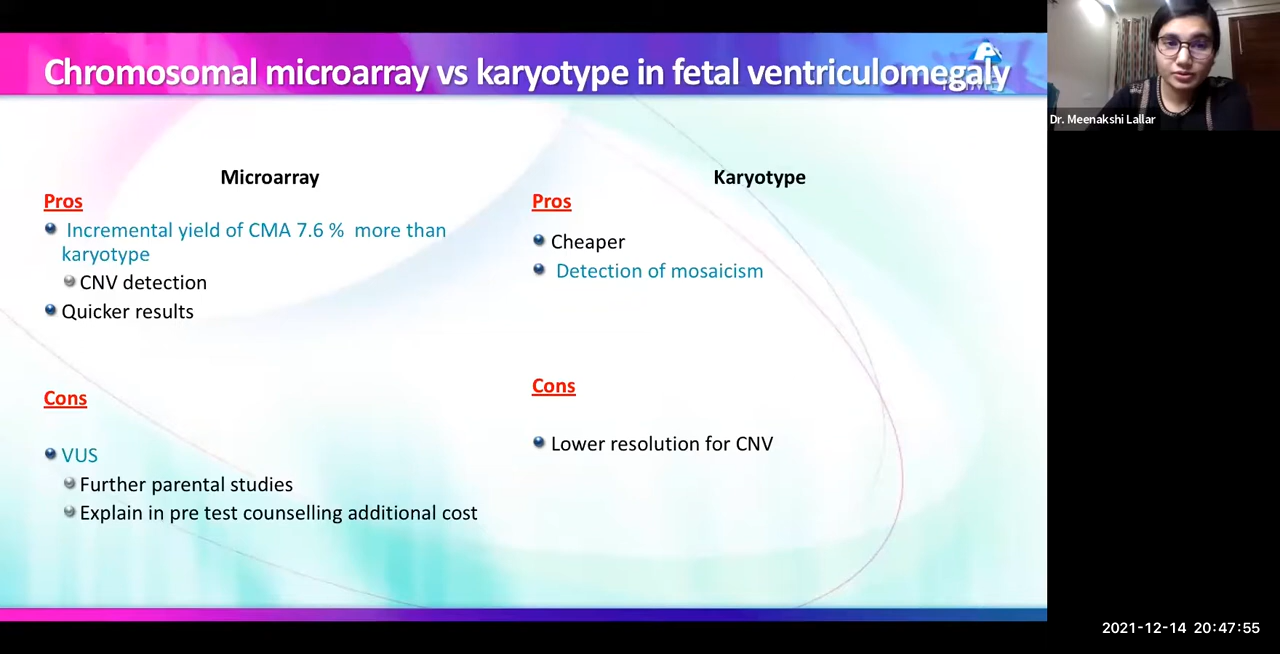 Chromosomal microarray vs karyotype in fetal ventriculomegaly
Dr. Meenakshi Lallar
Microarray
Pros
Incremental yield of CMA 7.6 % more than
karyotype
CNV detection
Quicker results
Cons
VUS
Further parental studies
Explain in pre test counselling additional cost
Karyotype
Pros
Cheaper
Detection of mosaicism
Cons
Lower resolution for CNV
2021-12-14 20:47:55